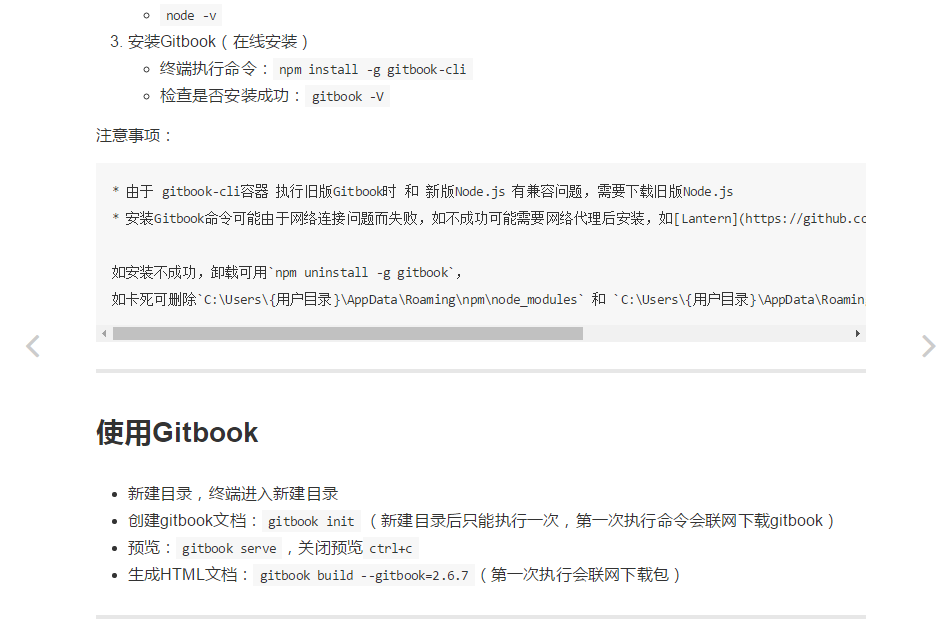 node -v
3. 安装Gitbook（在线安装）
终端执行命令： npm install -g gitbook-cli
检查是否安装成功： gitbook -V
注意事项：
* 由于 gitbook-cli容器 执行旧版Gitbook时 和 新版Node.js 有兼容问题，需要下载旧版Node.js
* 安装Gitbook命令可能由于网络连接问题而失败，如不成功可能需要网络代理后安装，如[Lantern](https://github.cc
如安装不成功，卸载可用`npm uninstall -g gitbook`，
如卡死可删除`C:\Users\{用户目录}\AppData\Roaming\npm\node_modules` 和 `C:\Users\{用户目录}\AppData\Roamin
使用Gitbook
新建目录，终端进入新建目录
创建gitbook文档： gitbook init （新建目录后只能执行一次，第一次执行命令会联网下载gitbook）
预览： gitbook serve ，关闭预览 ctrl+c
生成HTML文档： gitbook build --gitbook=2.6.7 （第一次执行会联网下载包）